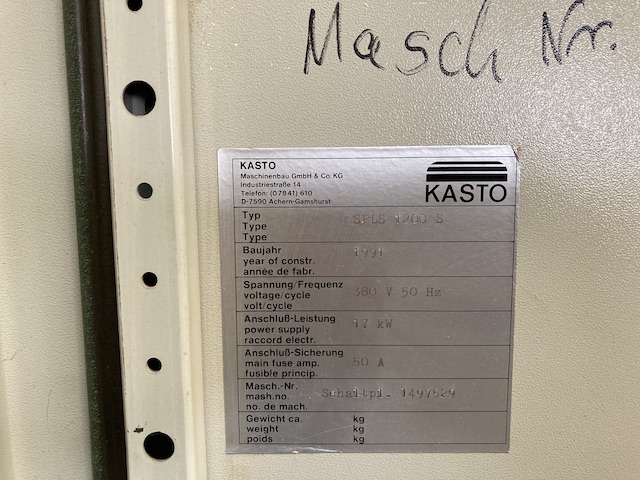 Masch Nr.
KASTO
Maschinenbau GmbH & Co. KG
Industriestraße 14
Telefon: (07841) 610
D-7590 Achern-Gamshurst
KASTO
Typ
Type SPLS 1200 S
Type
Baujahr
year of constr. 1991
année de fabr.
Spannung/Frequenz
voltage/cycle 380 V 50 Hz
volt/cycle
Anschluß-Leistung
power supply 17 kW
raccord electr.
Anschluß-Sicherung
main fuse amp. 50 A
fusible princip.
Masch.-Nr.
mash.no. Schaltpl. 1497529
no. de mach.
Gewicht ca. kg
weight kg
poids kg